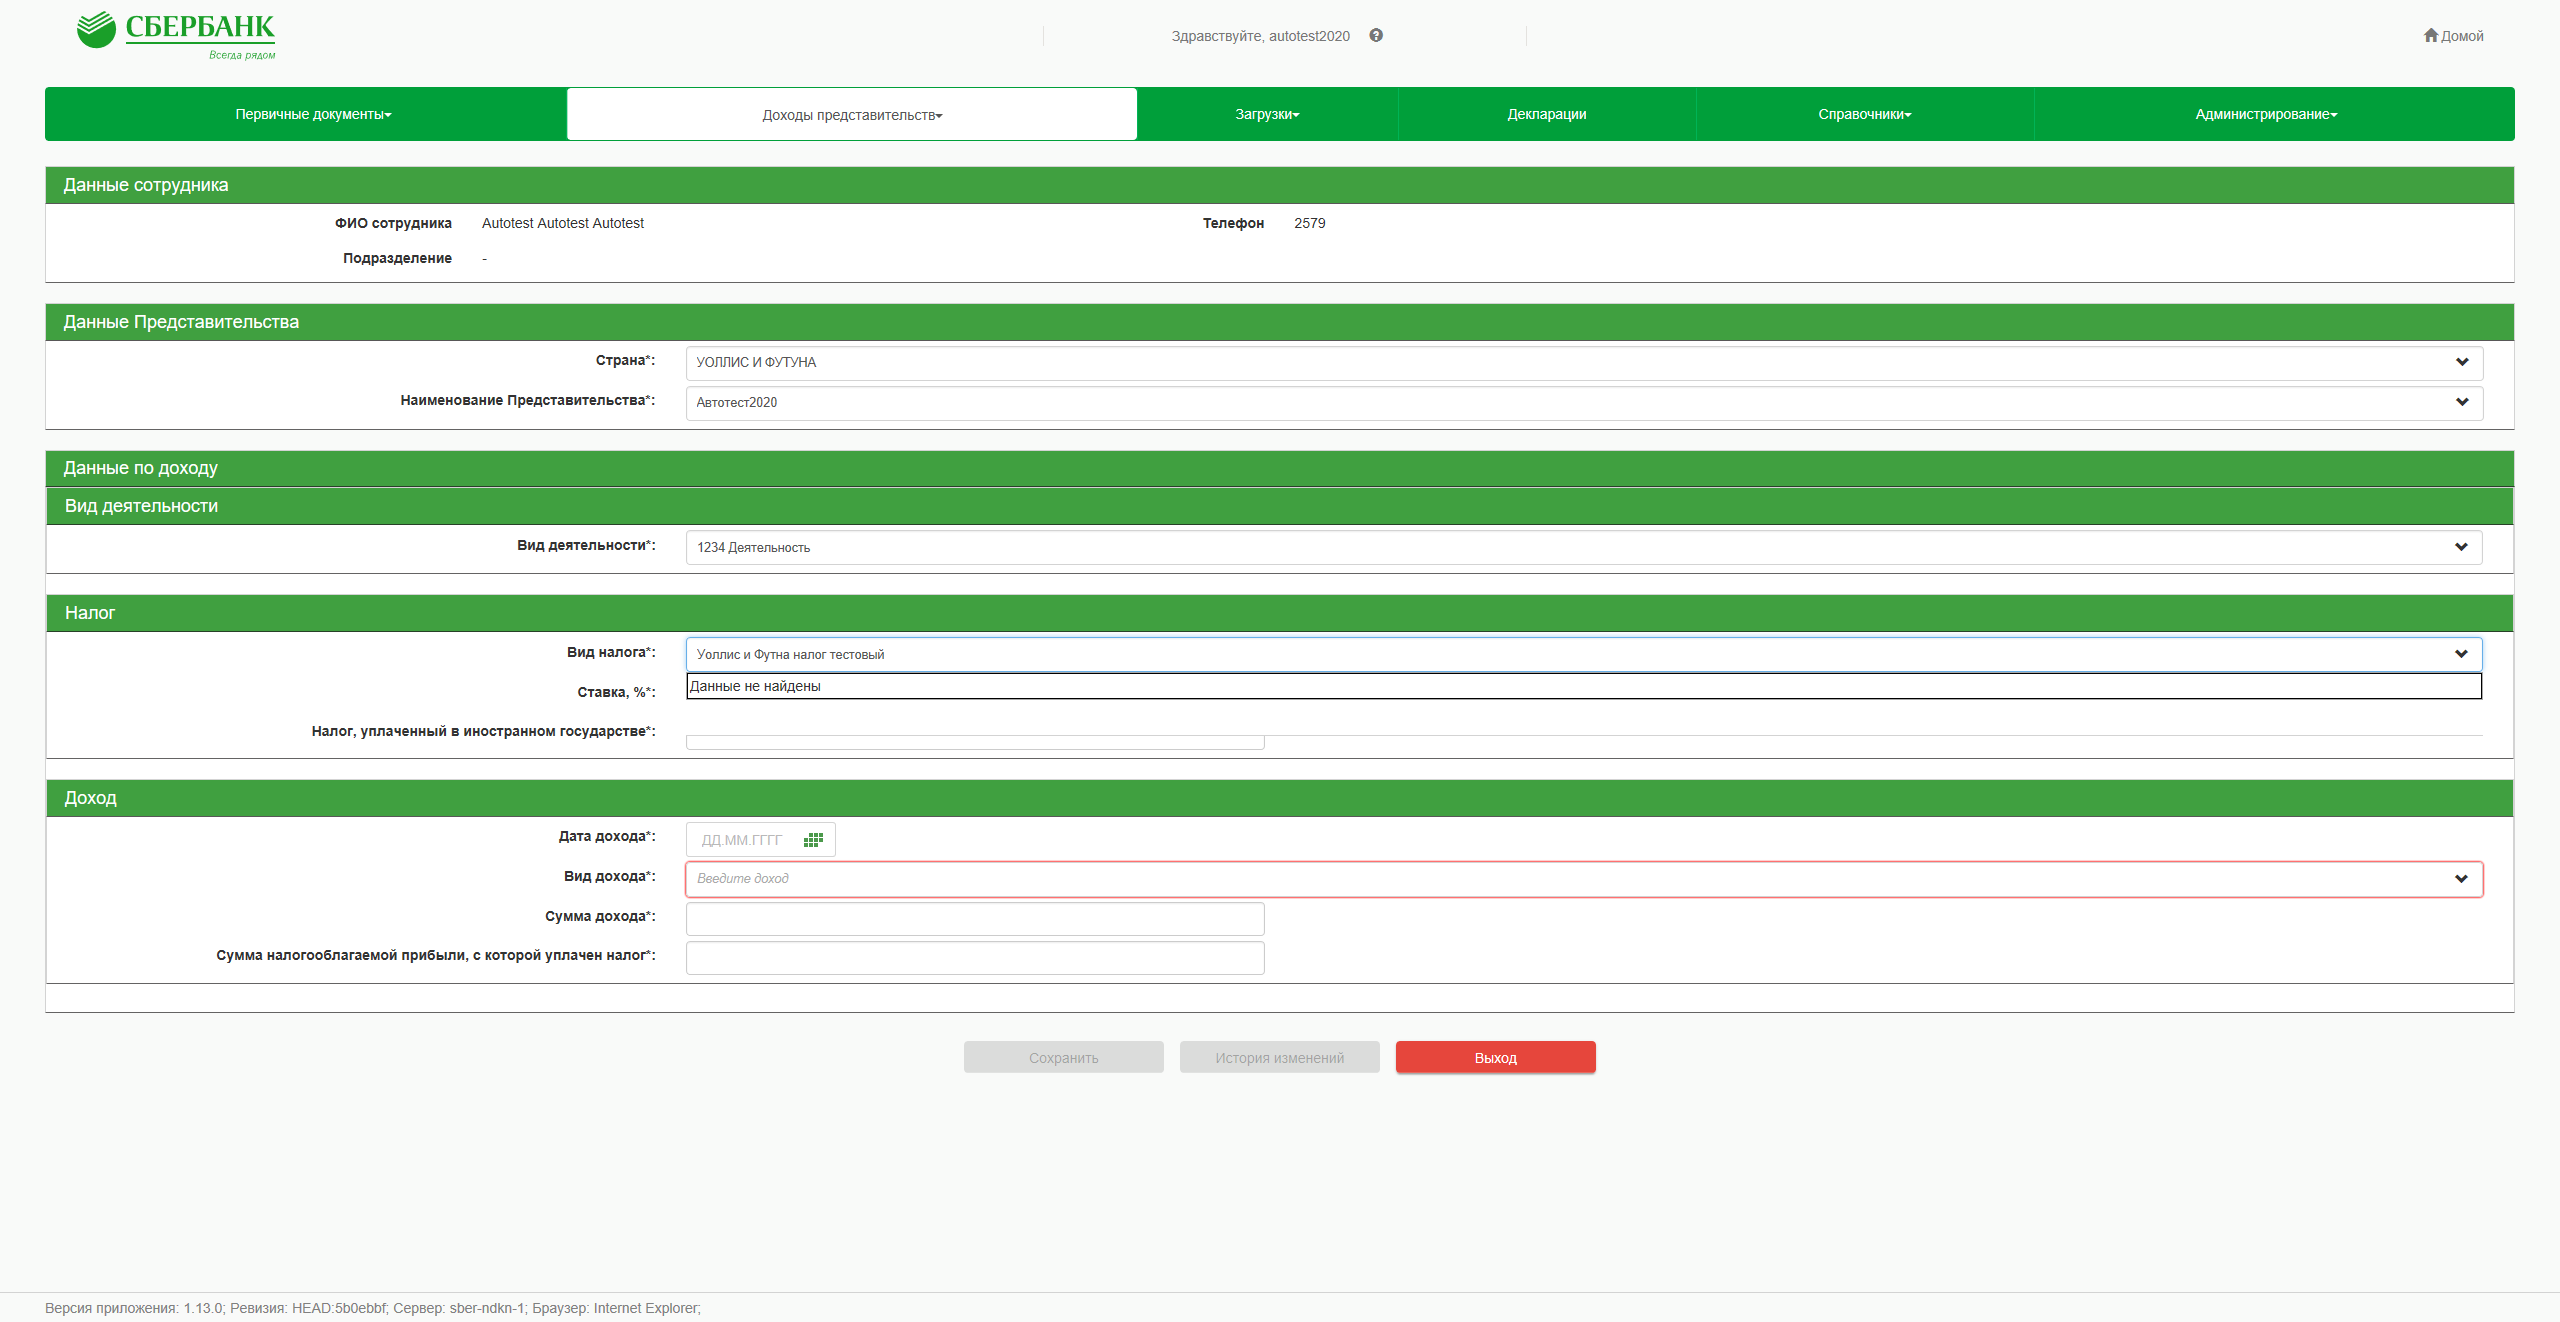 СБЕРБАНК
Всегда рядом
Здравствуйте, autotest2020
Домой
Первичные документы
Доходы представительств
Загрузки
Декларации
Справочники
Администрирование
Данные сотрудника
ФИО сотрудника Autotest Autotest Autotest Телефон 2579
Подразделение -
Данные Представительства
Страна*: УОЛЛИС И ФУТУНА
Наименование Представительства*: Автотест2020
Данные по доходу
Вид деятельности
Вид деятельности*: 1234 Деятельность
Налог
Вид налога*: Уоллис и Футна налог тестовый
Данные не найдены
Ставка, %*:
Налог, уплаченный в иностранном государстве*:
Доход
Дата дохода*: ДД.ММ.ГГГГ
Вид дохода*: Введите доход
Сумма дохода*:
Сумма налогооблагаемой прибыли, с которой уплачен налог*:
Сохранить История изменений Выход
Версия приложения: 1.13.0; Ревизия: HEAD:5b0ebbf; Сервер: sber-ndkn-1; Браузер: Internet Explorer;